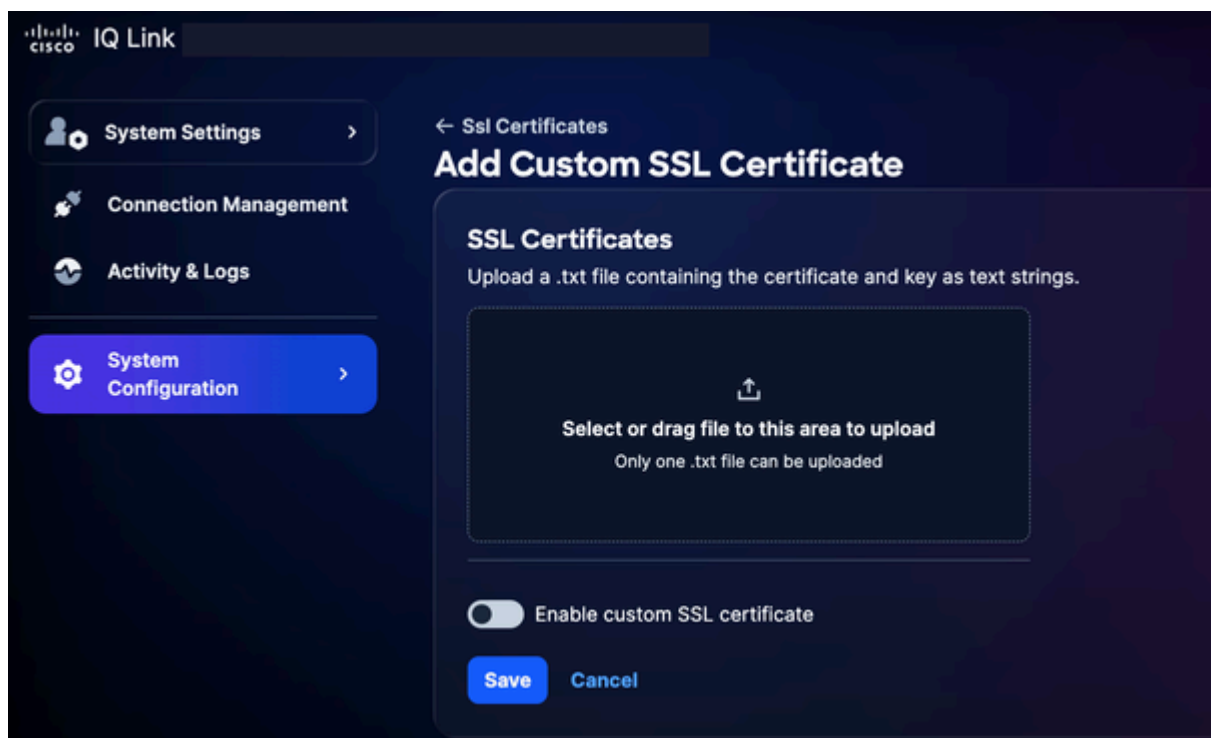 cisco IQ Link
System Settings
Connection Management
Activity & Logs
System
Configuration
← Ssl Certificates
Add Custom SSL Certificate
SSL Certificates
Upload a .txt file containing the certificate and key as text strings.
Select or drag file to this area to upload
Only one .txt file can be uploaded
Enable custom SSL certificate
Save Cancel